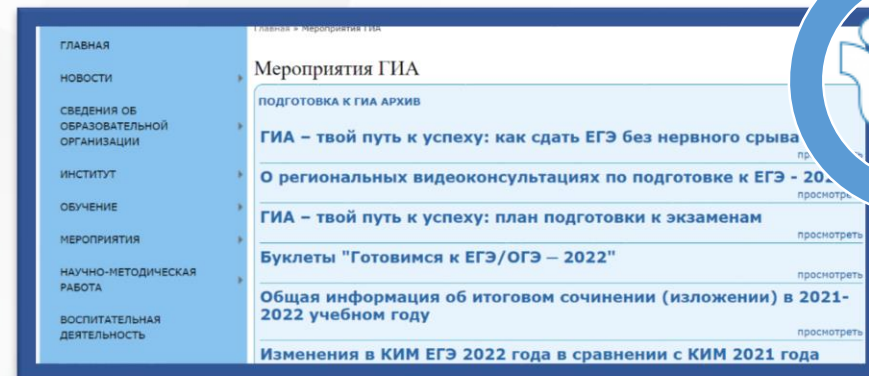 ГЛАВНАЯ
НОВОСТИ
СВЕДЕНИЯ ОБ
ОБРАЗОВАТЕЛЬНОЙ
ОРГАНИЗАЦИИ
ИНСТИТУТ
ОБУЧЕНИЕ
МЕРОПРИЯТИЯ
НАУЧНО-МЕТОДИЧЕСКАЯ
РАБОТА
ВОСПИТАТЕЛЬНАЯ
ДЕЯТЕЛЬНОСТЬ
Главная » Мероприятия ГИА
Мероприятия ГИА
ПОДГОТОВКА К ГИА АРХИВ
ГИА – твой путь к успеху: как сдать ЕГЭ без нервного срыва
О региональных видеоконсультациях по подготовке к ЕГЭ -
ГИА – твой путь к успеху: план подготовки к экзаменам
просмотреть
Буклеты "Готовимся к ЕГЭ/ОГЭ — 2022"
просмотреть
Общая информация об итоговом сочинении (изложении) в 2021-
2022 учебном году
просмотреть
Изменения в КИМ ЕГЭ 2022 года в сравнении с КИМ 2021 года